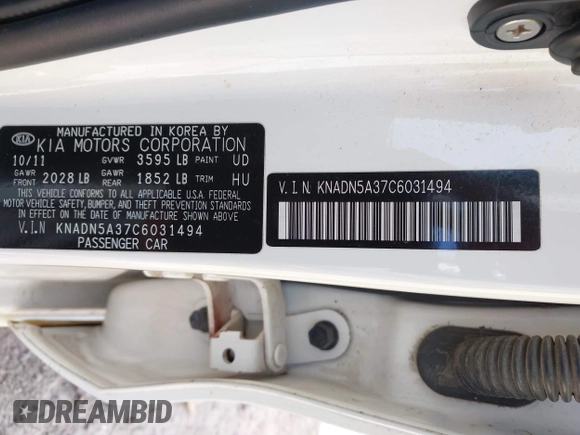 MANUFACTURED IN KOREA BY
KIA KIA MOTORS CORPORATION
10/11 GVWR 3595 LB PAINT UD
GAWR FRONT 2028 LB GAWR REAR 1852 LB TRIM HU
THIS VEHICLE CONFORMS TO ALL APPLICABLE U.S.A. FEDERAL
MOTOR VEHICLE SAFETY, BUMPER, AND THEFT PREVENTION STANDARDS
IN EFFECT ON THE DATE OF MANUFACTURE SHOWN ABOVE.
V.I.N KNADN5A37C6031494
PASSENGER CAR
V.I.N: KNADN5A37C6031494
DREAMBID